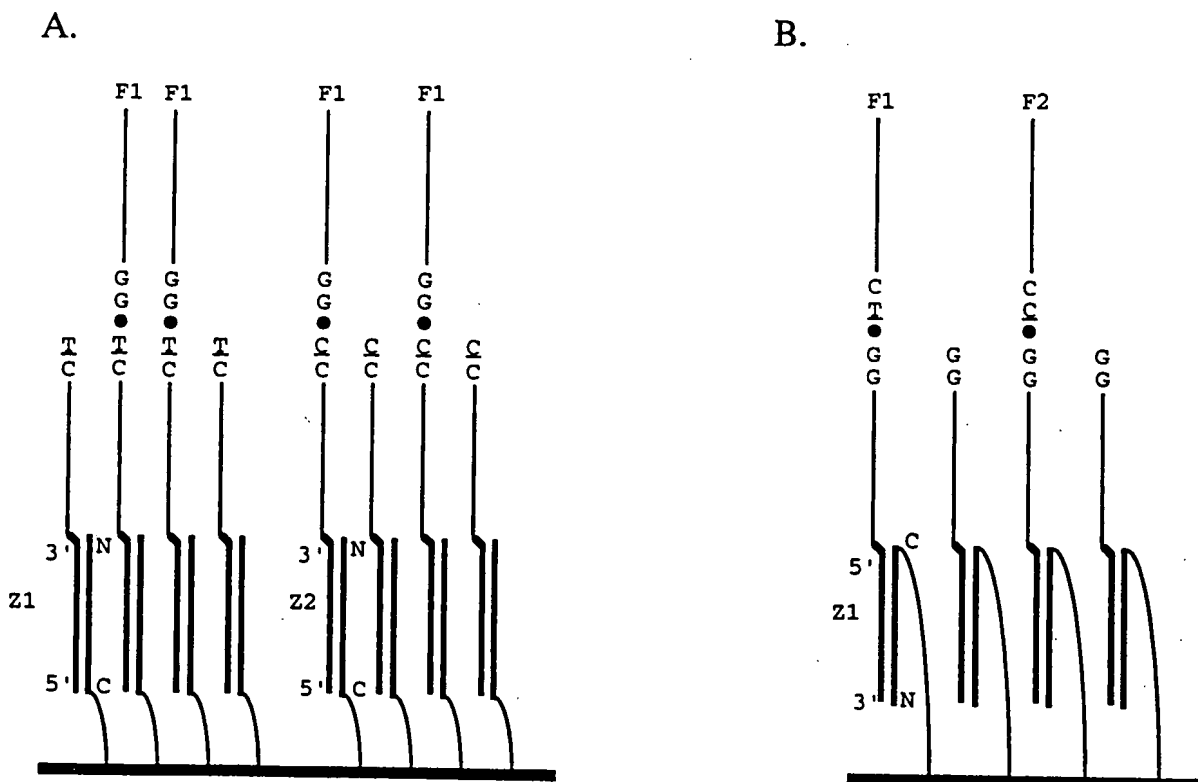 A.
B.
F1 F1 F1 F1
F1 F2
G G G G
G G G G
C C
T C
T T T T C C C C
C C C C C C C C
G G G G
G G G G
3' N 3' N
5' C
Z1 Z2
Z1
5' C 5' C
3' N